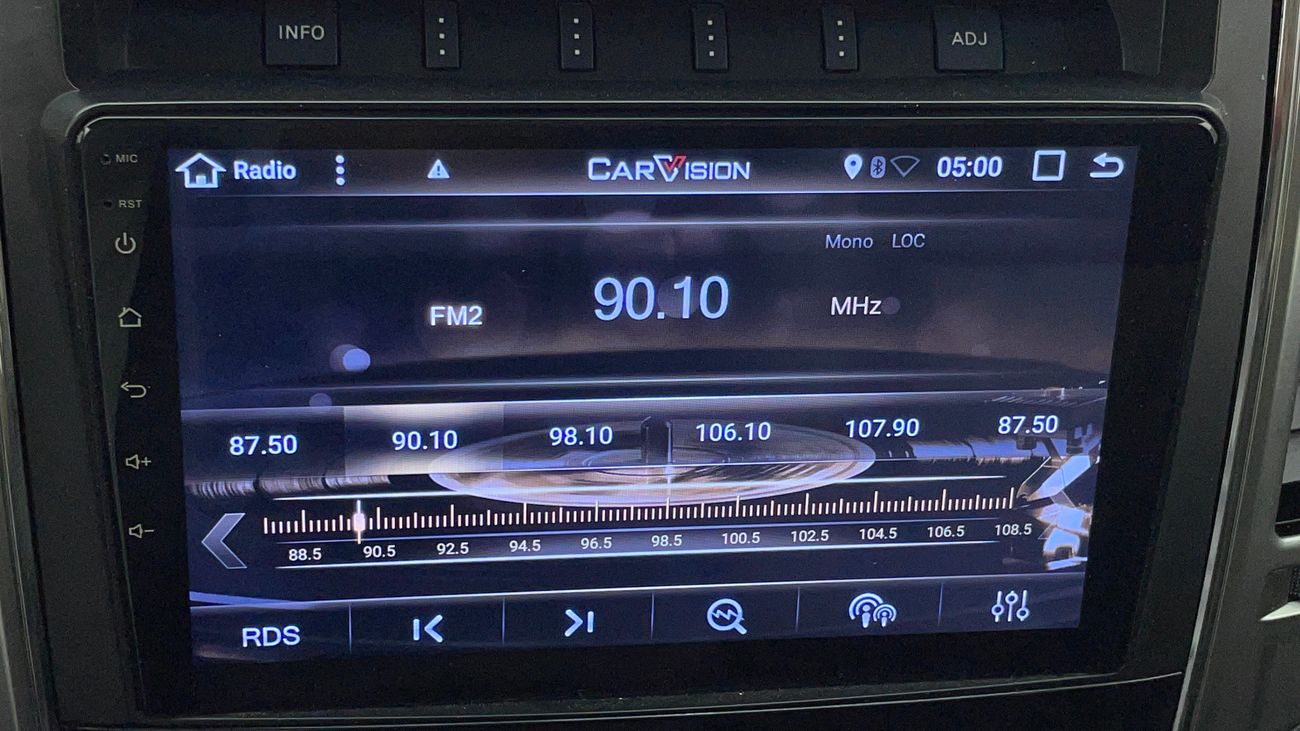 INFO
ADJ
MIC
RST
Radio CARVISION 05:00
Mono LOC
FM2 90.10 MHz
87.50 90.10 98.10 106.10 107.90 87.50
88.5 90.5 92.5 94.5 96.5 98.5 100.5 102.5 104.5 106.5 108.5
RDS